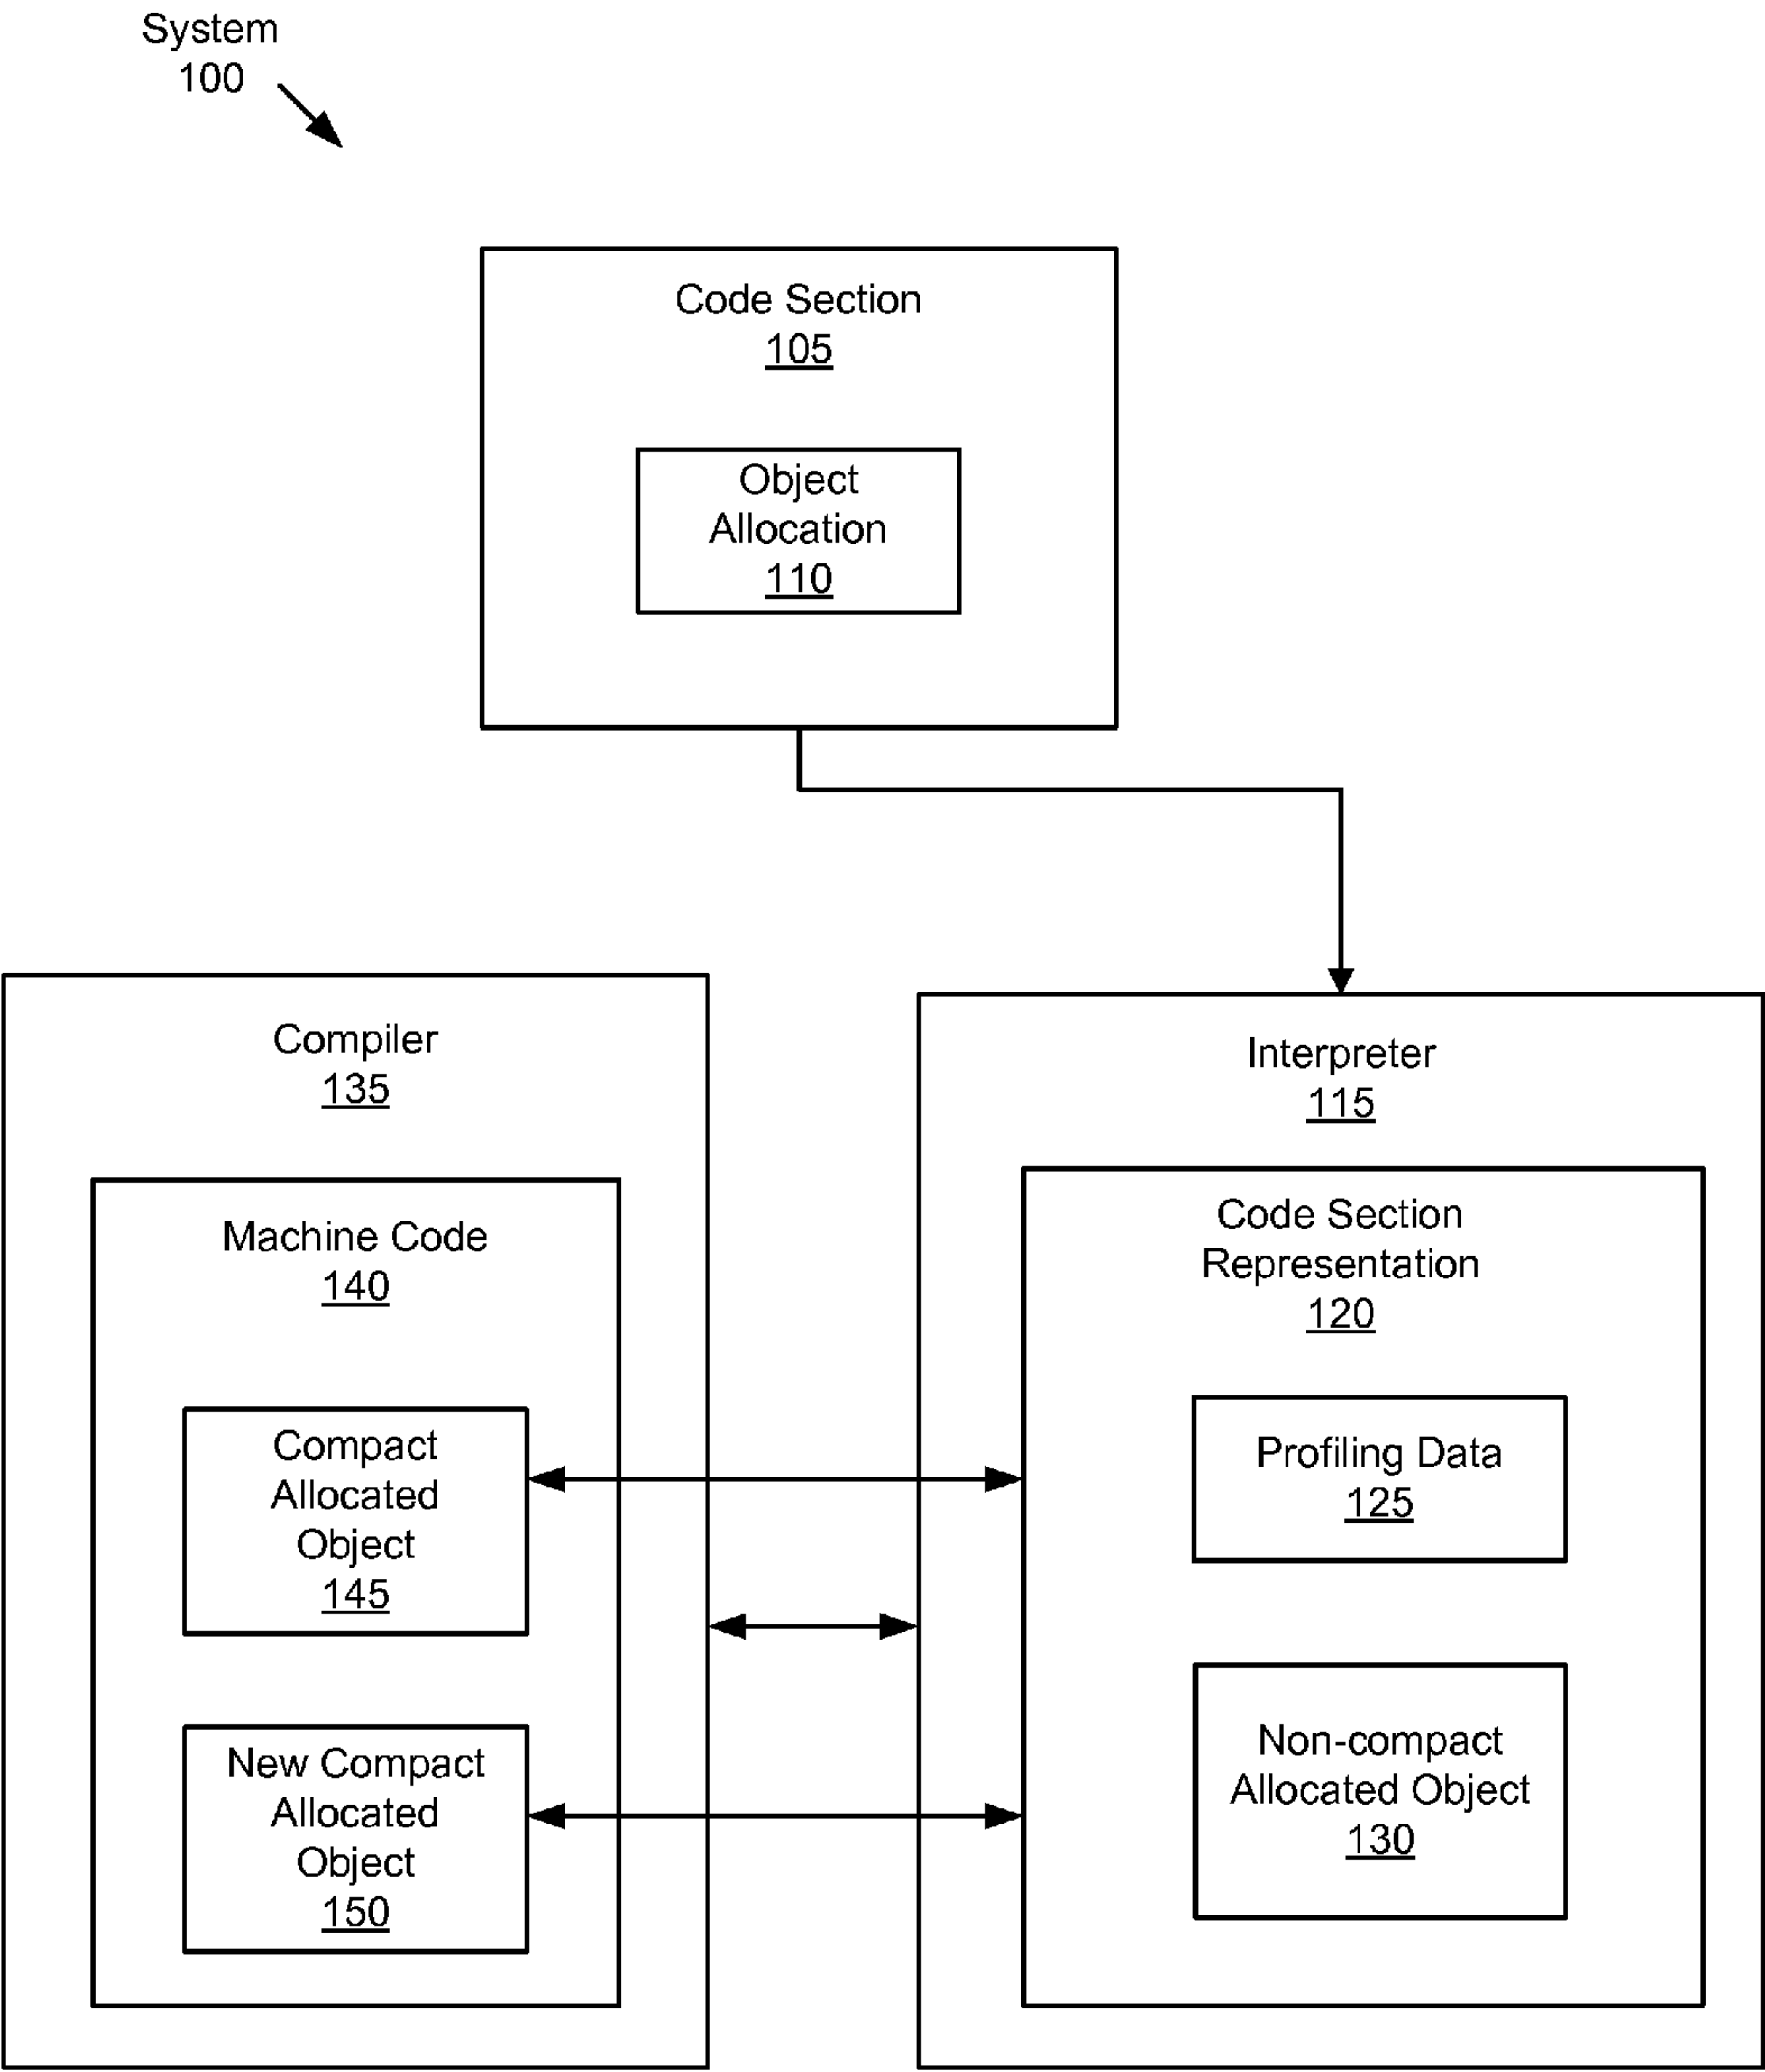 System
100
Code Section
105
Object
Allocation
110
Compiler
135
Machine Code
140
Compact
Allocated
Object
145
New Compact
Allocated
Object
150
Interpreter
115
Code Section
Representation
120
Profiling Data
125
Non-compact
Allocated Object
130